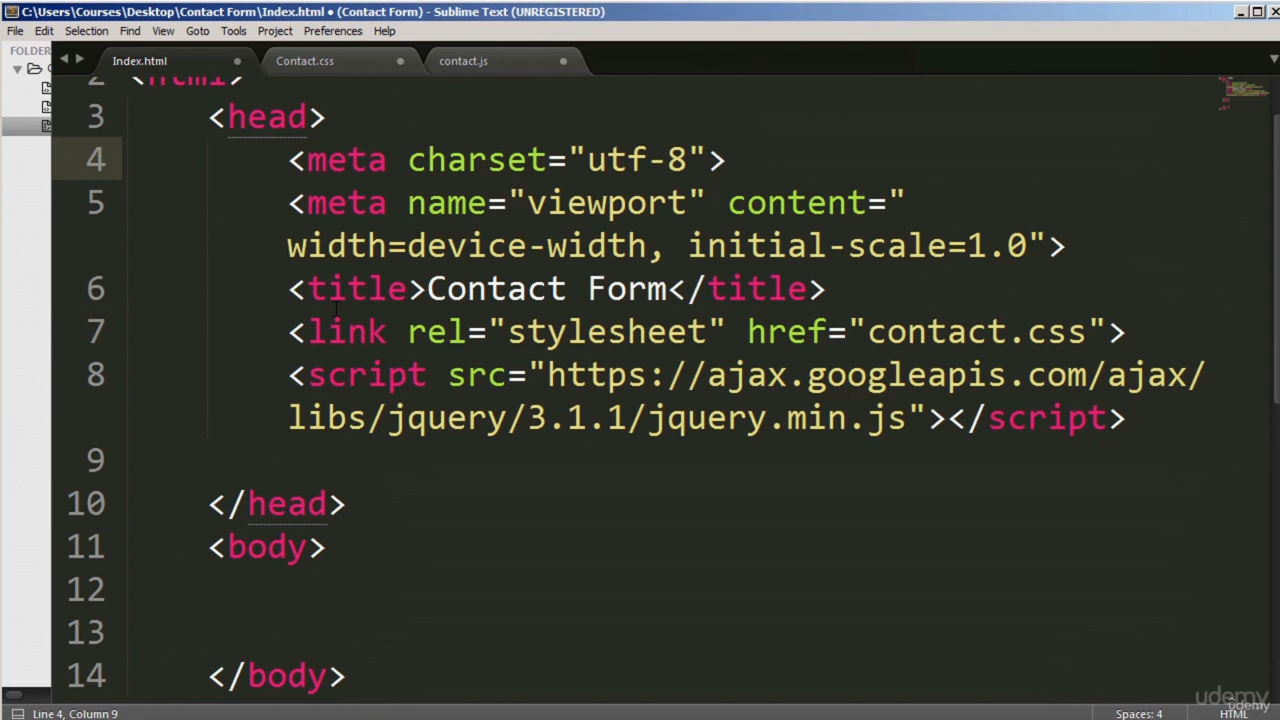 C:\Users\Courses\Desktop\Contact Form\Index.html • (Contact Form) - Sublime Text (UNREGISTERED)
File Edit Selection Find View Goto Tools Project Preferences Help
FOLDER
Index.html Contact.css contact.js
2 <html>
3 <head>
4 <meta charset="utf-8">
5 <meta name="viewport" content="
width=device-width, initial-scale=1.0">
6 <title>Contact Form</title>
7 <link rel="stylesheet" href="contact.css">
8 <script src="https://ajax.googleapis.com/ajax/
libs/jquery/3.1.1/jquery.min.js"></script>
9
10 </head>
11 <body>
12
13
14 </body>
udemy
udemy
Line 4, Column 9 Spaces: 4 HTML